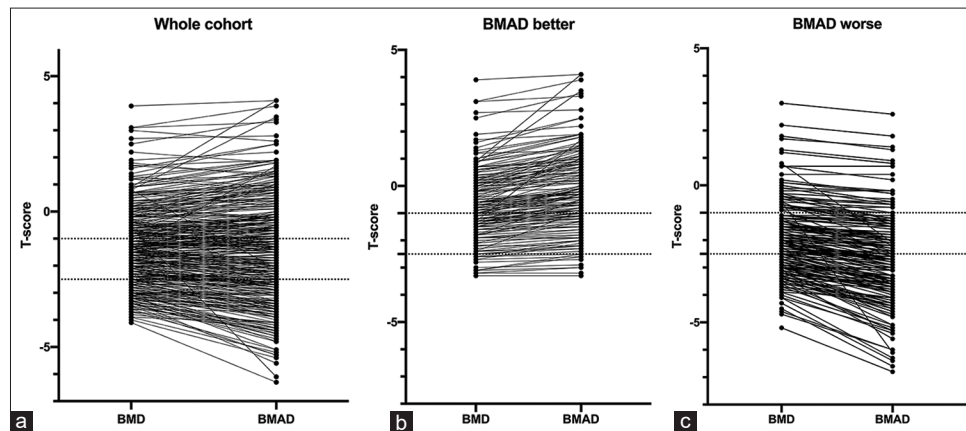 Whole cohort
5
0
-5
T-score
BMD
BMAD
a
BMAD better
5
0
-5
T-score
BMD
BMAD
b
BMAD worse
5
0
-5
T-score
BMD
BMAD
c